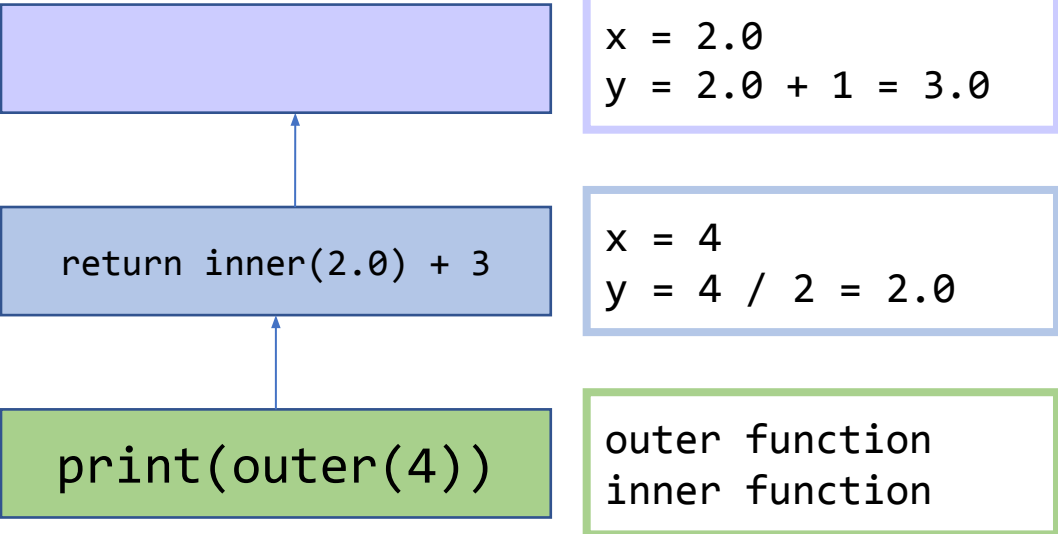 x = 2.0
y = 2.0 + 1 = 3.0
return inner(2.0) + 3
x = 4
y = 4 / 2 = 2.0
print(outer(4))
outer function
inner function